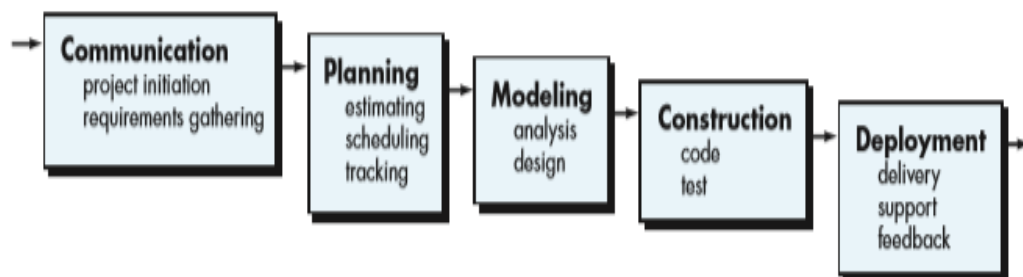 Communication
project initiation
requirements gathering
Planning
estimating
scheduling
tracking
Modeling
analysis
design
Construction
code
test
Deployment
delivery
support
feedback